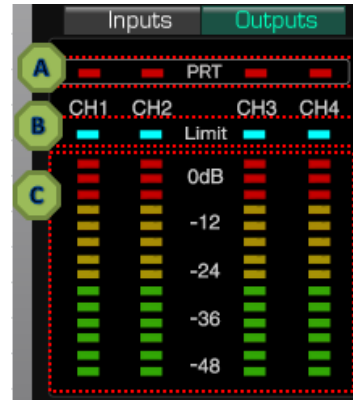 Inputs Outputs
A PRT
CH1 CH2 CH3 CH4
B Limit
C
0dB
-12
-24
-36
-48